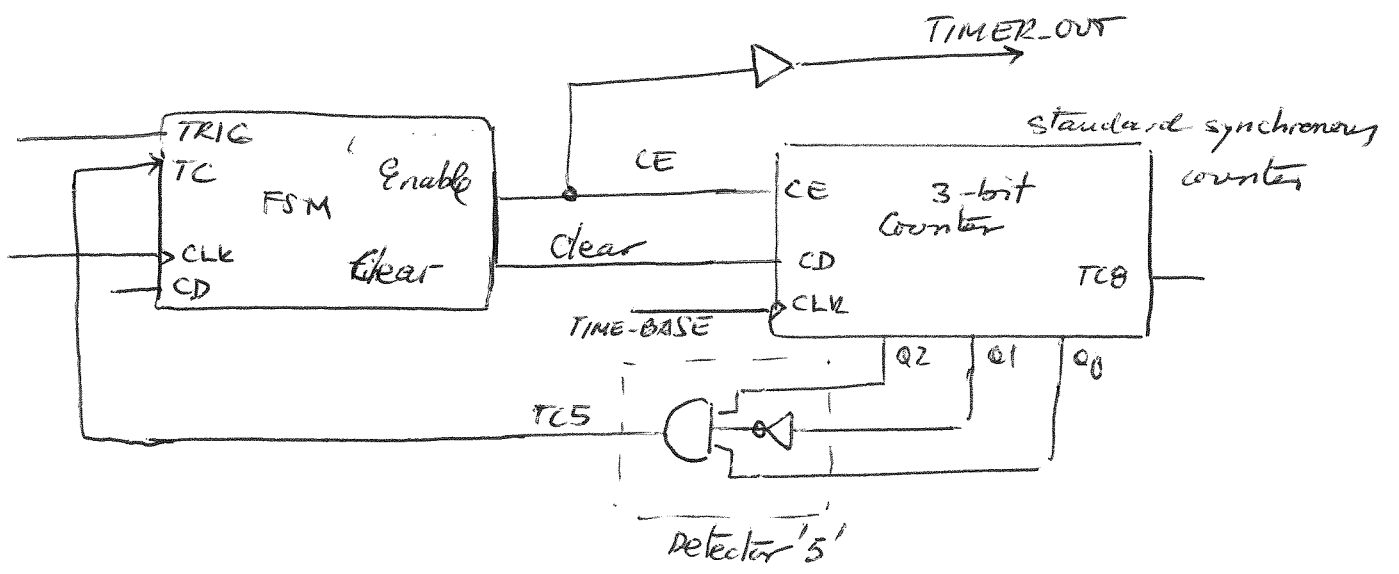 TIMER_OUT
standard synchronous
counter
TRIG
TC
FSM
Enable
CE
CE
3-bit
Counter
Clear
Clear
CD
CLK
CD
TC8
TIME-BASE
CLK
Q2
Q1
Q0
TC5
Detector '5'